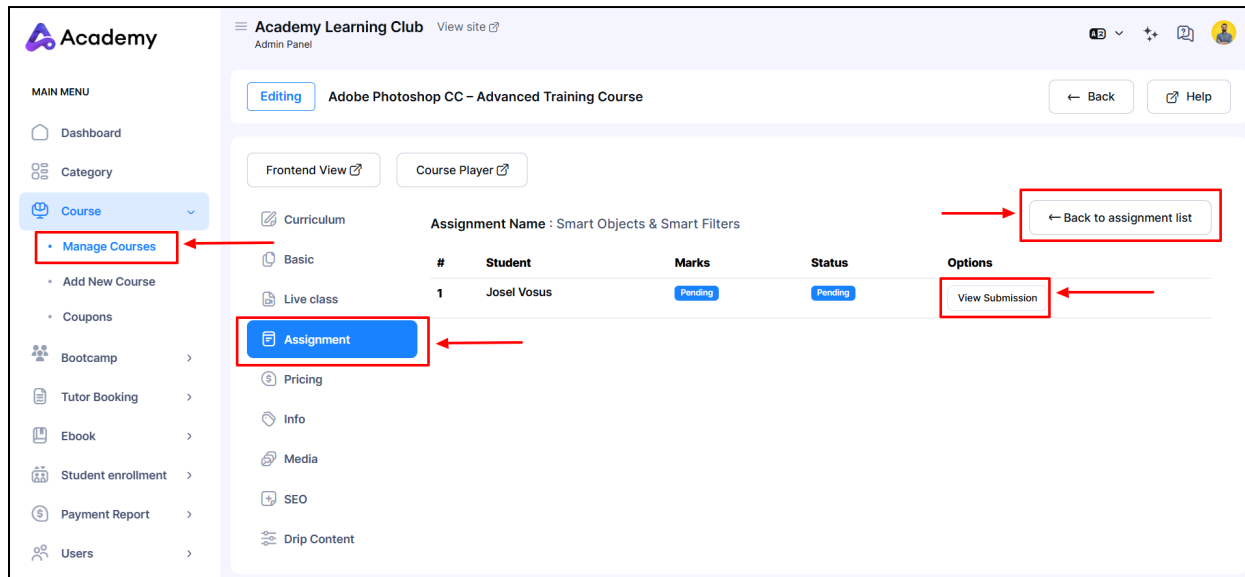 Academy
MAIN MENU
Dashboard
Category
Course
Manage Courses
Add New Course
Coupons
Bootcamp
Tutor Booking
Ebook
Student enrollment
Payment Report
Users
Academy Learning Club View site
Admin Panel
Editing Adobe Photoshop CC – Advanced Training Course
← Back Help
Frontend View Course Player
Curriculum
Basic
Live class
Assignment
Pricing
Info
Media
SEO
Drip Content
← Back to assignment list
Assignment Name : Smart Objects & Smart Filters
# Student Marks Status Options
1 Josel Vosus Pending Pending View Submission